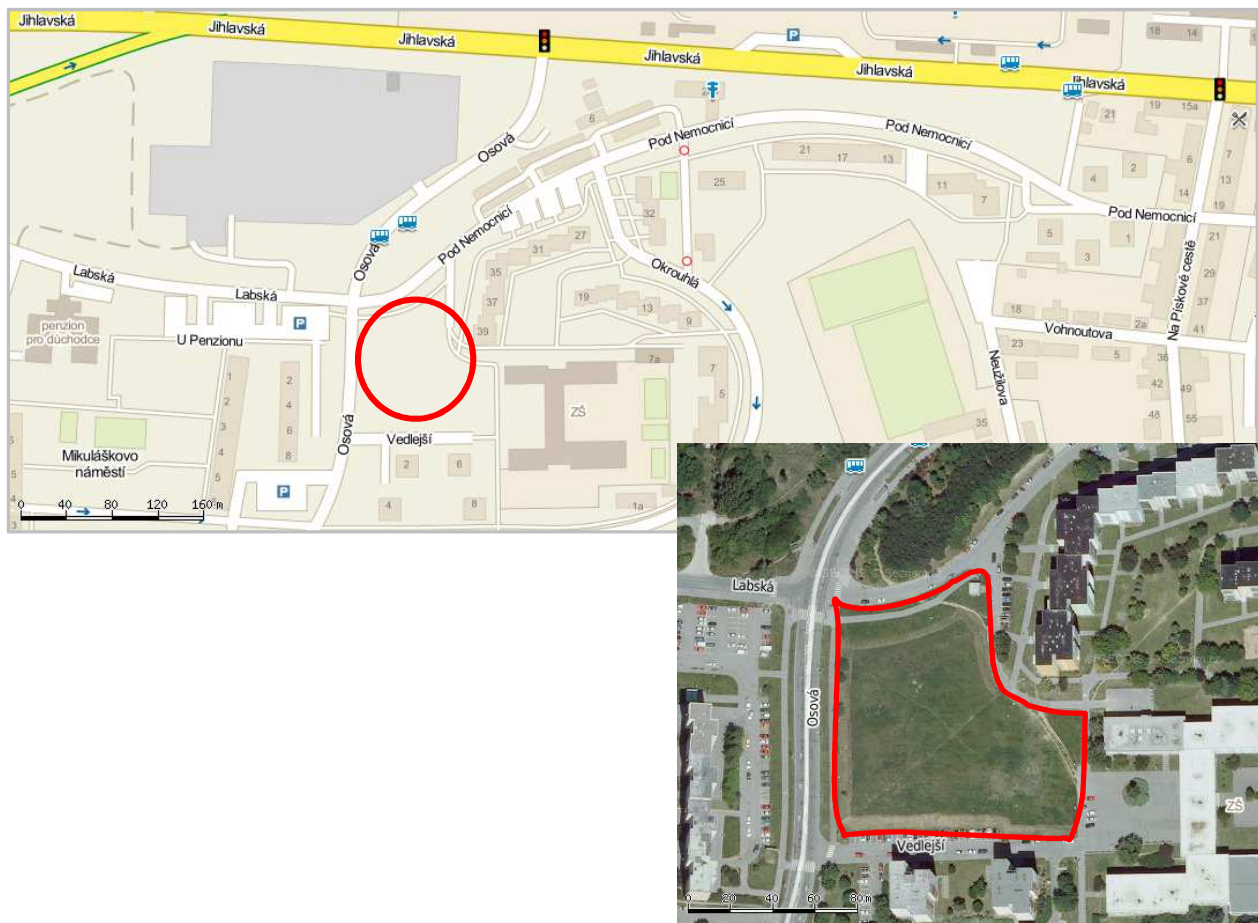 Jihlavská
Jihlavská
Jihlavská
Jihlavská
Jihlavská
Jihlavská
P
18
14
6
21
19
15a
Osová
Pod Nemocnicí
Pod Nemocnicí
6
7
13
19
4
2
14
21
17
13
25
11
7
32
Pod Nemocnicí
Pod Nemocnicí
5
1
3
21
29
37
41
Na Pískové cestě
Osová
27
31
35
37
39
Okrouhlá
19
13
9
Labská
Labská
penzion
pro důchodce
P
U Penzionu
18
2a
Vohnoutova
23
5
36
42
49
48
55
Neužilova
35
7a
7
5
ZŠ
1
2
3
4
5
2
4
6
8
Osová
Vedlejší
2
6
4
8
1a
Mikuláškovo
náměstí
P
0 40 80 120 160 m
Labská
Osová
Vedlejší
ZŠ
0 20 40 60 80 m